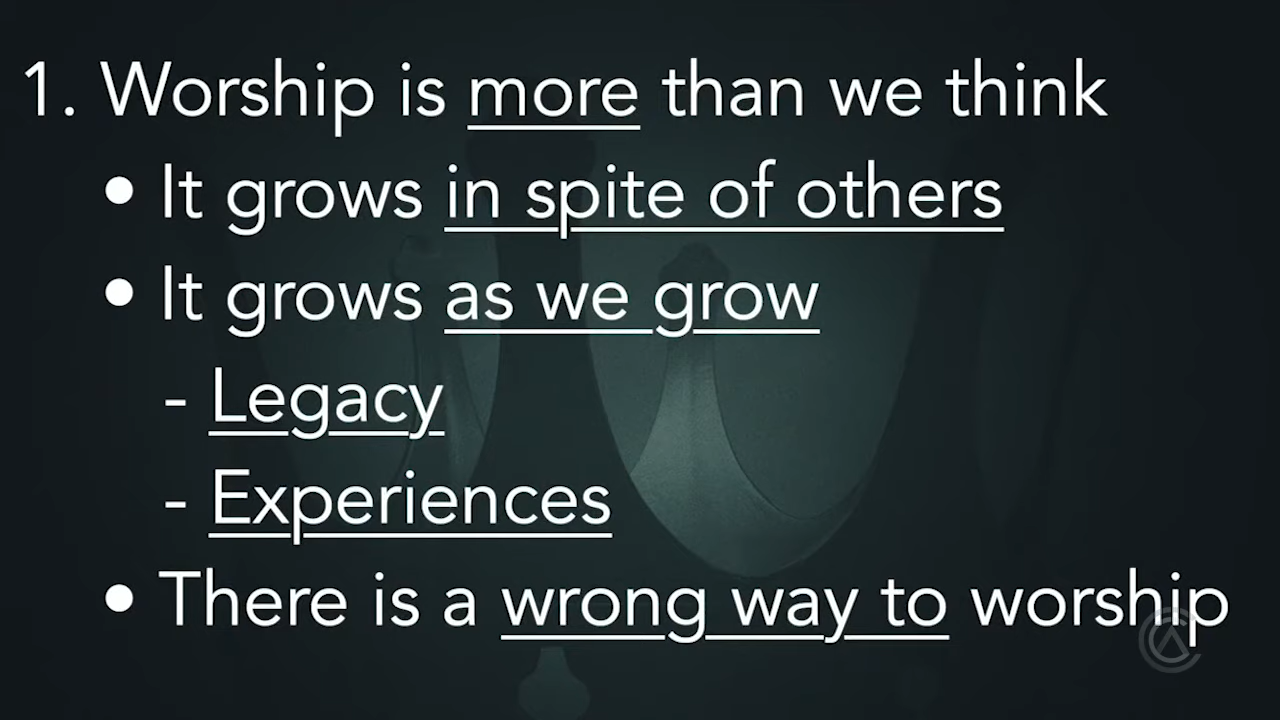 1. Worship is more than we think
• It grows in spite of others
• It grows as we grow
- Legacy
- Experiences
• There is a wrong way to worship